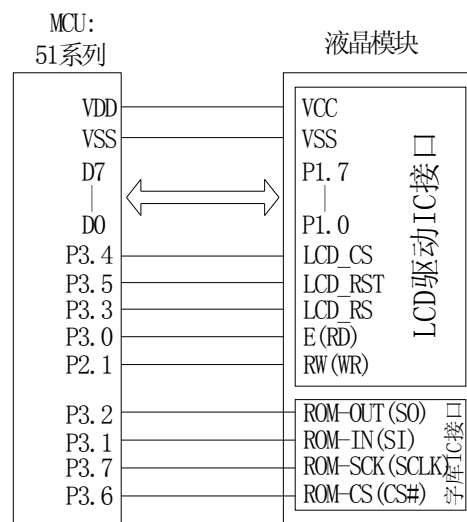 MCU:
51系列
液晶模块
VDD VCC
VSS VSS
D7 P1.7
D0 P1.0
P3.4 LCD_CS
P3.5 LCD_RST
P3.3 LCD_RS
P3.0 E(RD)
P2.1 RW(WR)
LCD驱动IC接口
P3.2 ROM-OUT(SO)
P3.1 ROM-IN(SI)
P3.7 ROM-SCK(SCLK)
P3.6 ROM-CS(CS#)
字库IC接口